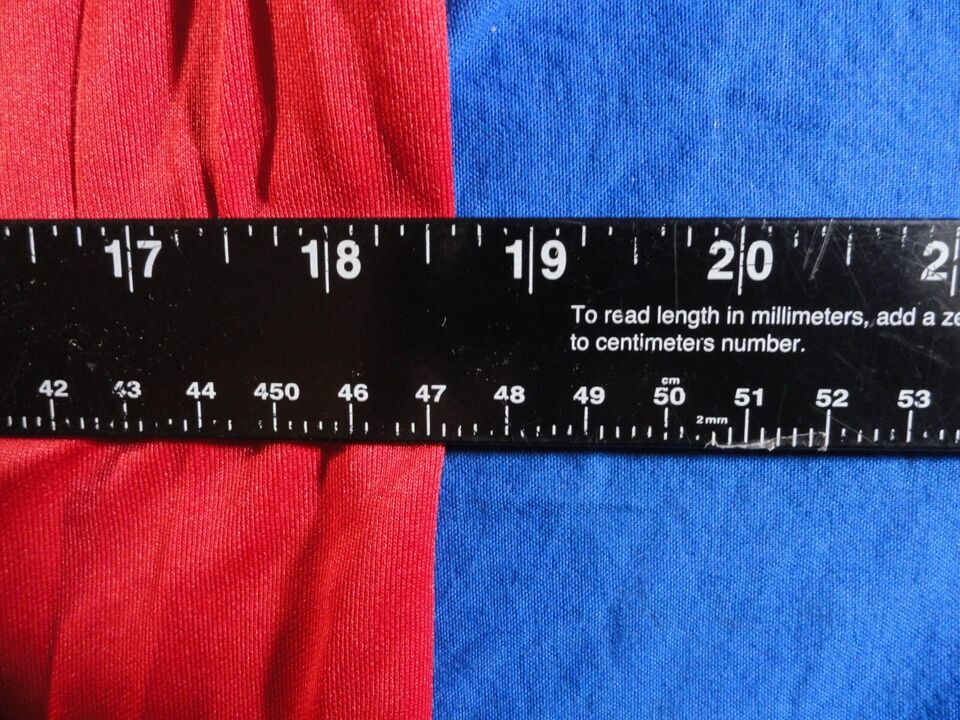 17 18 19 20 2
To read length in millimeters, add a ze
to centimeters number.
cm
42 43 44 450 46 47 48 49 50 51 52 53
2mm